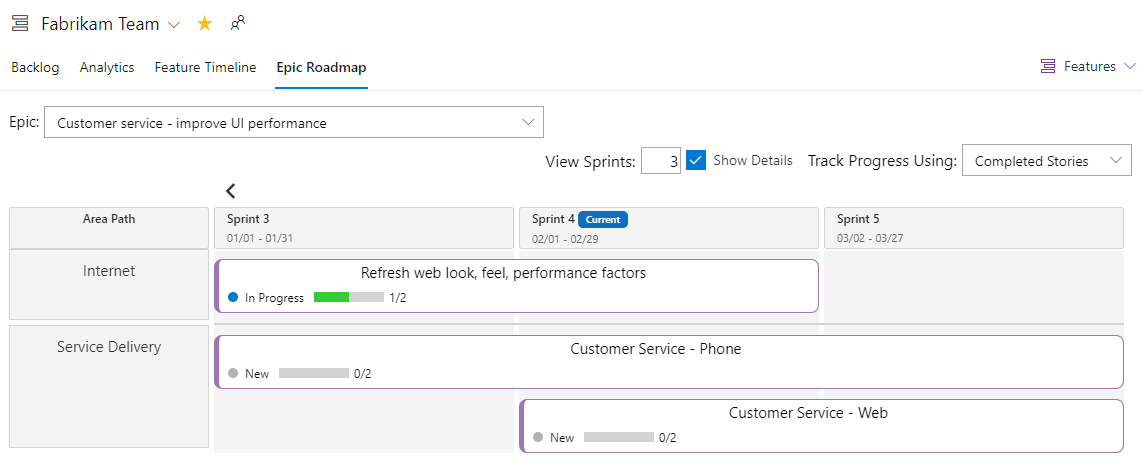 Fabrikam Team
Backlog Analytics Feature Timeline Epic Roadmap Features
Epic: Customer service - improve UI performance
View Sprints: 3 Show Details Track Progress Using: Completed Stories
Area Path Sprint 3 Sprint 4 Current Sprint 5
01/01 - 01/31 02/01 - 02/29 03/02 - 03/27
Internet Refresh web look, feel, performance factors
In Progress 1/2
Service Delivery Customer Service - Phone
New 0/2
Customer Service - Web
New 0/2